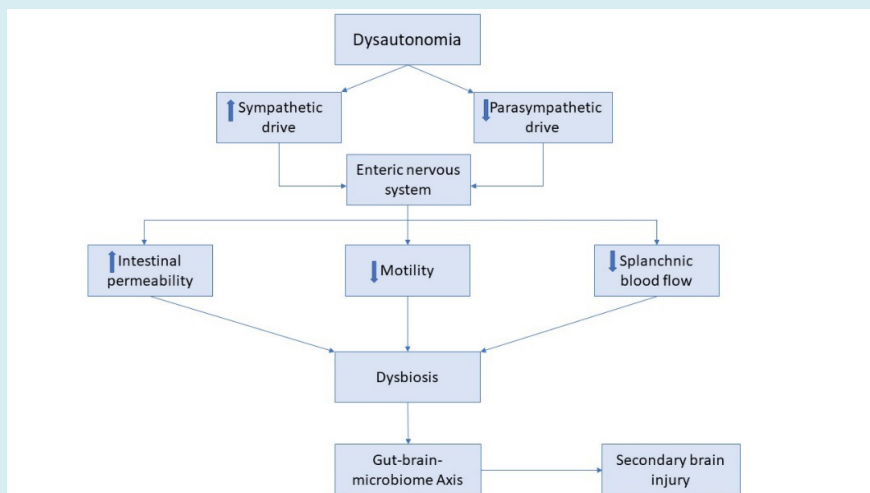 Dysautonomia
Sympathetic
drive
Parasympathetic
drive
Enteric nervous
system
Intestinal
permeability
Motility
Splanchnic
blood flow
Dysbiosis
Gut-brain-
microbiome Axis
Secondary brain
injury